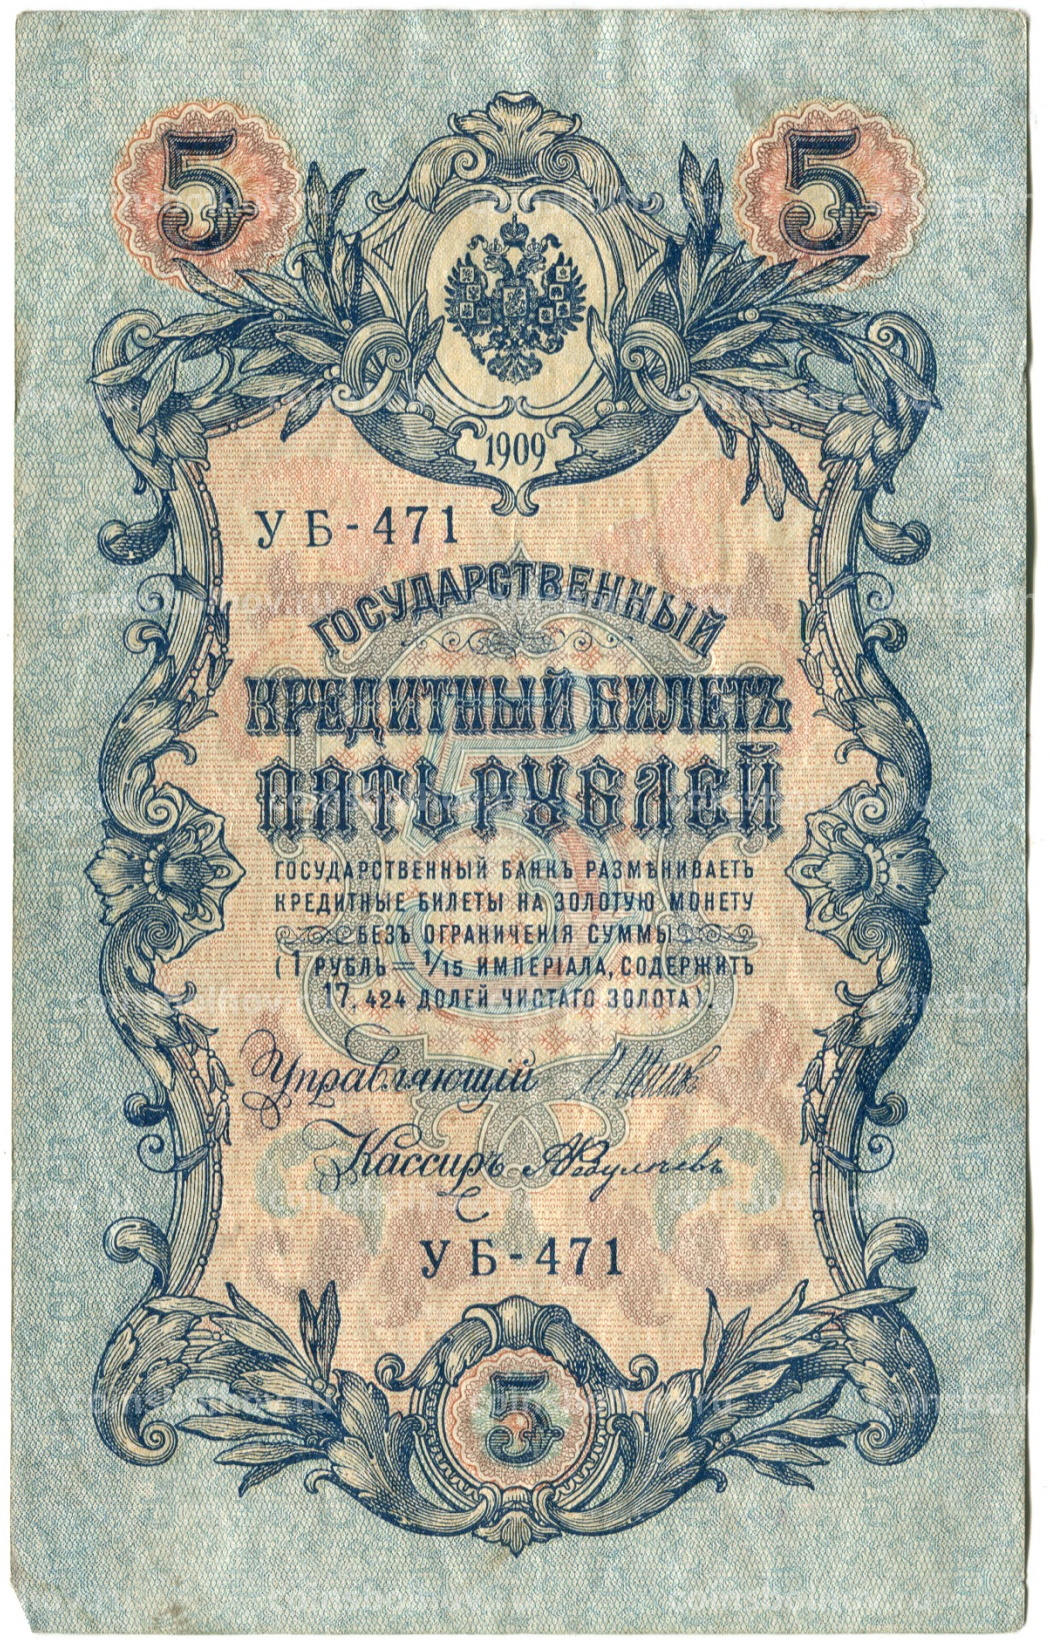 5 5
1909
УБ-471
ГОСУДАРСТВЕННЫЙ
КРЕДИТНЫЙ БИЛЕТЪ
ПЯТЬ РУБЛЕЙ
ГОСУДАРСТВЕННЫЙ БАНКЪ РАЗМѢНИВАЕТЪ
КРЕДИТНЫЕ БИЛЕТЫ НА ЗОЛОТУЮ МОНЕТУ
БЕЗЪ ОГРАНИЧЕНІЯ СУММЫ
(1 РУБЛЬ — 1/15 ИМПЕРІАЛА, СОДЕРЖИТЪ
17,424 ДОЛЕЙ ЧИСТАГО ЗОЛОТА).
Управляющій
Кассиръ
УБ-471
5